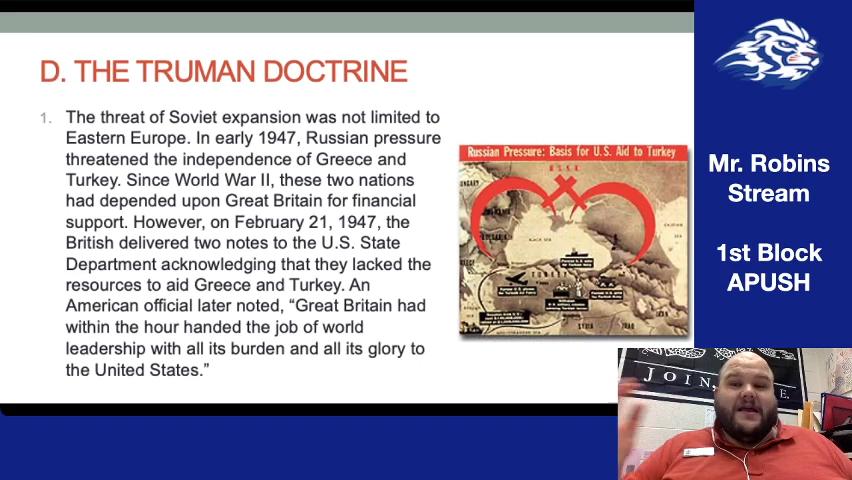 D. THE TRUMAN DOCTRINE
1. The threat of Soviet expansion was not limited to
Eastern Europe. In early 1947, Russian pressure
threatened the independence of Greece and
Turkey. Since World War II, these two nations
had depended upon Great Britain for financial
support. However, on February 21, 1947, the
British delivered two notes to the U.S. State
Department acknowledging that they lacked the
resources to aid Greece and Turkey. An
American official later noted, “Great Britain had
within the hour handed the job of world
leadership with all its burden and all its glory to
the United States.”
Russian Pressure: Basis for U.S. Aid to Turkey
U.S.S.R.
BLACK SEA
TURKEY
SYRIA
IRAQ
Mr. Robins
Stream
1st Block
APUSH
JOIN,